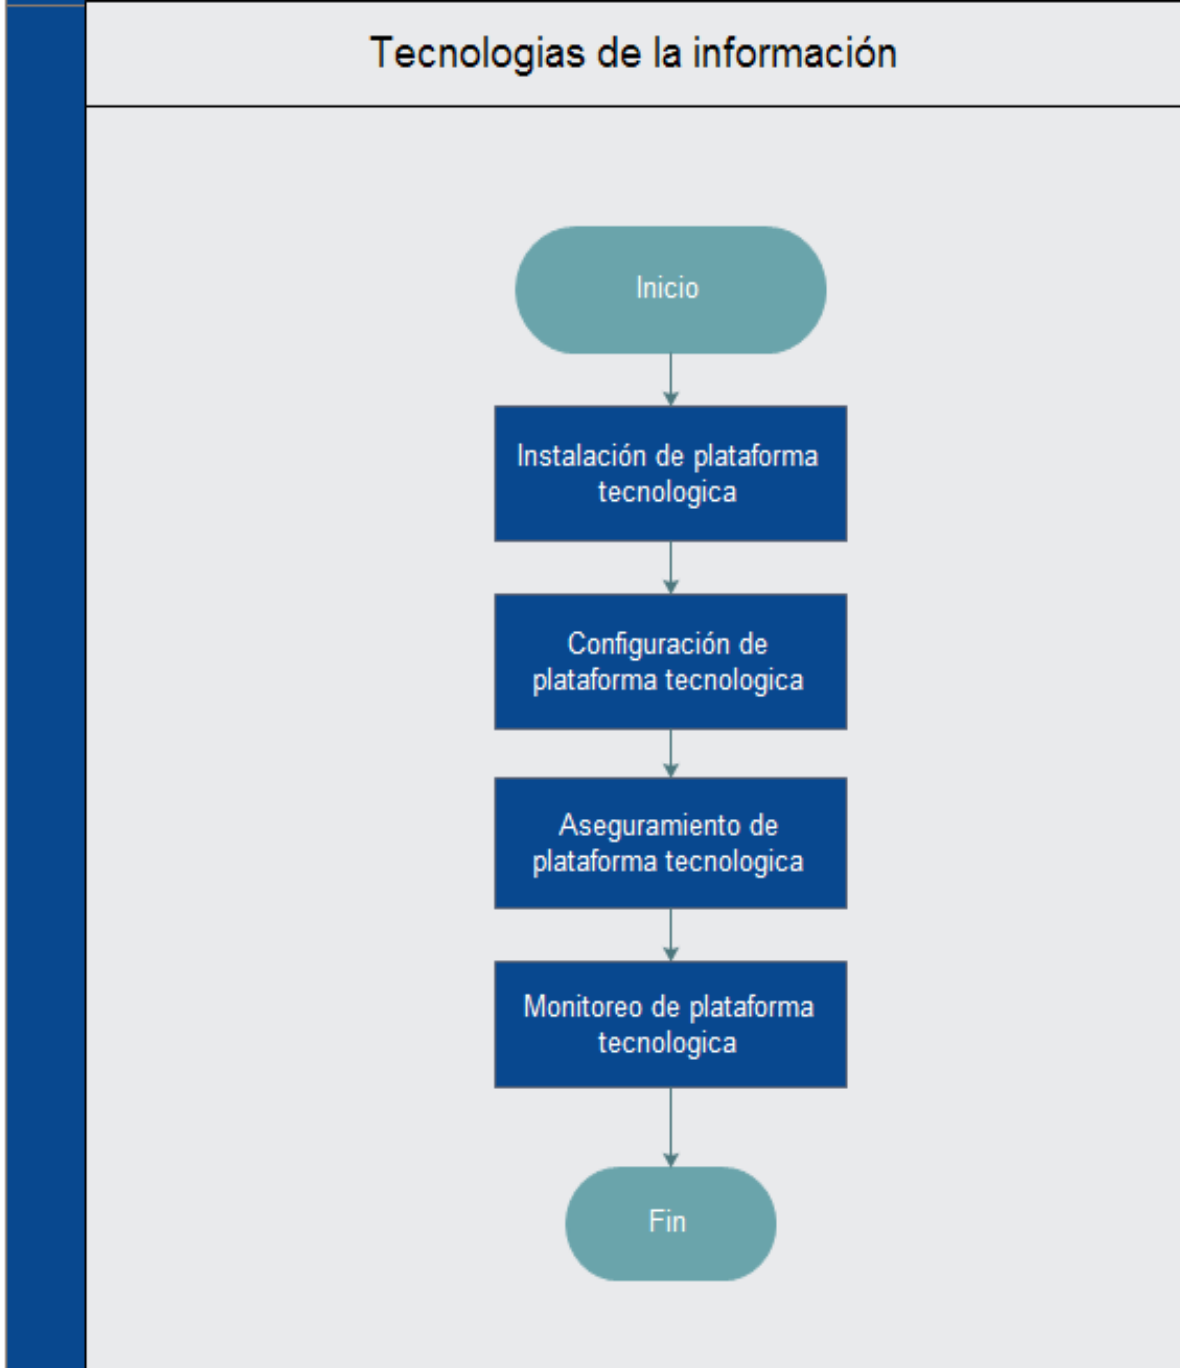 Tecnologias de la información
Inicio
Instalación de plataforma
tecnologica
Configuración de
plataforma tecnologica
Aseguramiento de
plataforma tecnologica
Monitoreo de plataforma
tecnologica
Fin